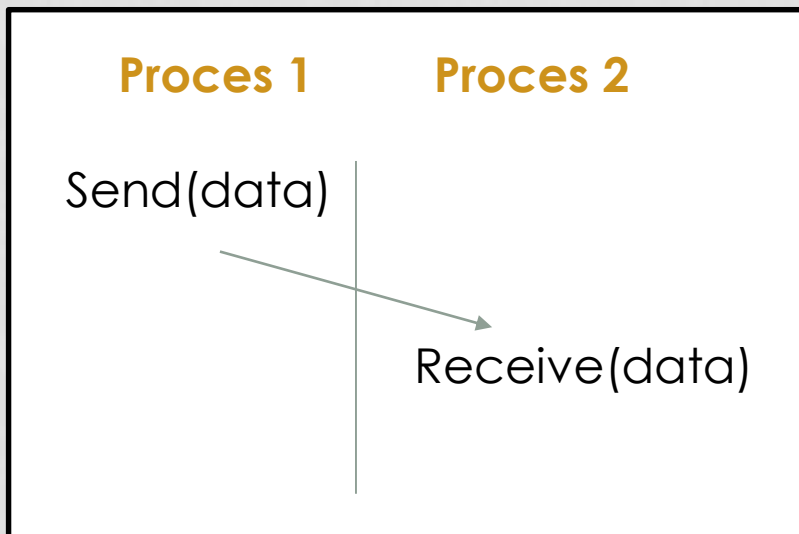 Proces 1 Proces 2
Send(data)
Receive(data)